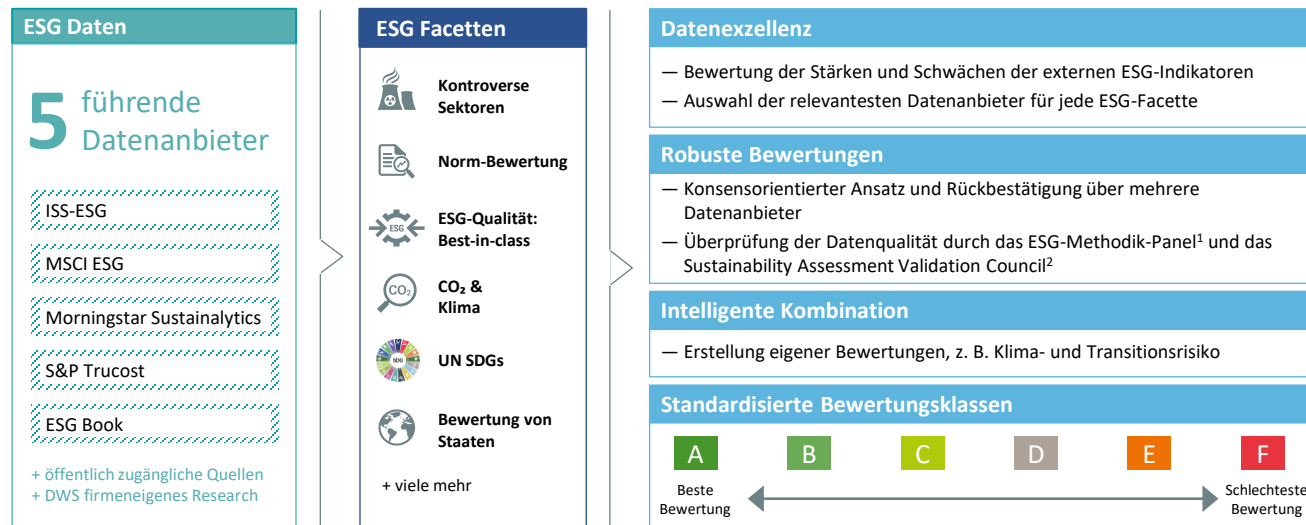 ESG Daten
5 führende
Datenanbieter
ISS-ESG
MSCI ESG
Morningstar Sustainalytics
S&P Trucost
ESG Book
+ öffentlich zugängliche Quellen
+ DWS firmeneigenes Research
ESG Facetten
Kontroverse
Sektoren
Norm-Bewertung
ESG
ESG-Qualität:
Best-in-class
CO₂
CO₂ &
Klima
SDG
UN SDGs
Bewertung von
Staaten
+ viele mehr
Datenexzellenz
— Bewertung der Stärken und Schwächen der externen ESG-Indikatoren
— Auswahl der relevantesten Datenanbieter für jede ESG-Facette
Robuste Bewertungen
— Konsensorientierter Ansatz und Rückbestätigung über mehrere
Datenanbieter
— Überprüfung der Datenqualität durch das ESG-Methodik-Panel¹ und das
Sustainability Assessment Validation Council²
Intelligente Kombination
— Erstellung eigener Bewertungen, z. B. Klima- und Transitionsrisiko
Standardisierte Bewertungsklassen
A B C D E F
Beste
Bewertung
Schlechteste
Bewertung